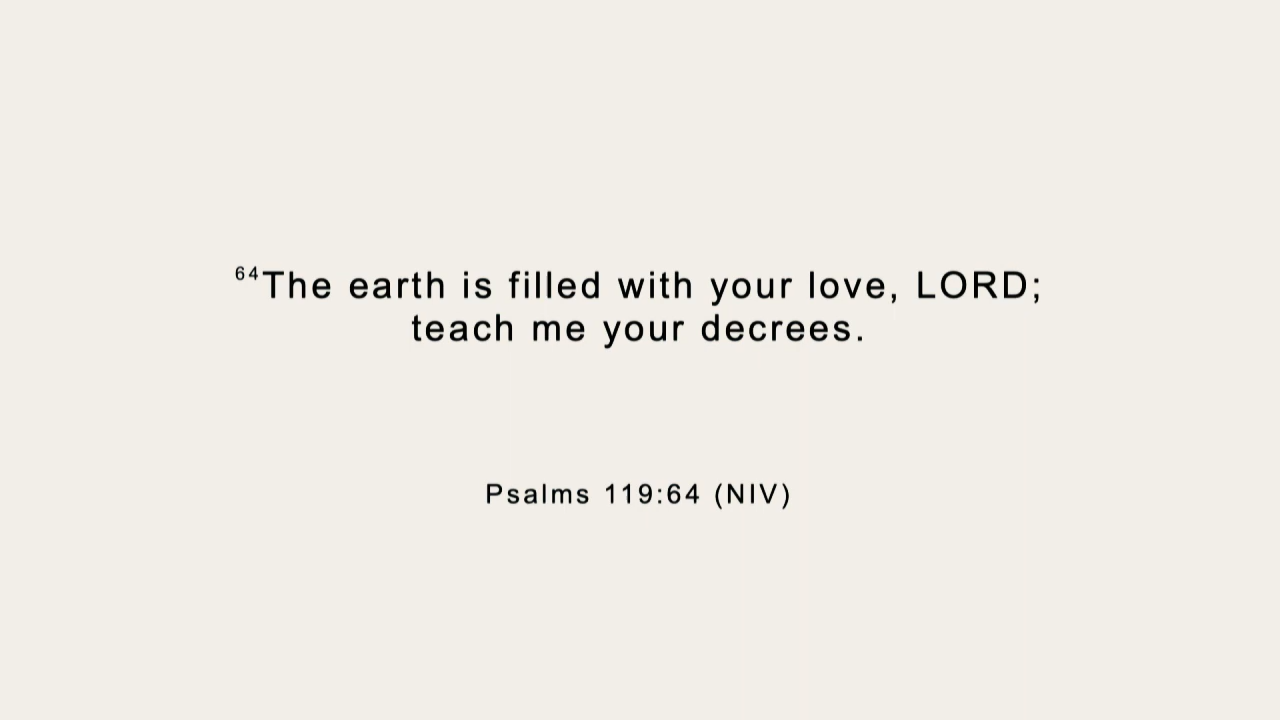 64The earth is filled with your love, LORD;
teach me your decrees.
Psalms 119:64 (NIV)